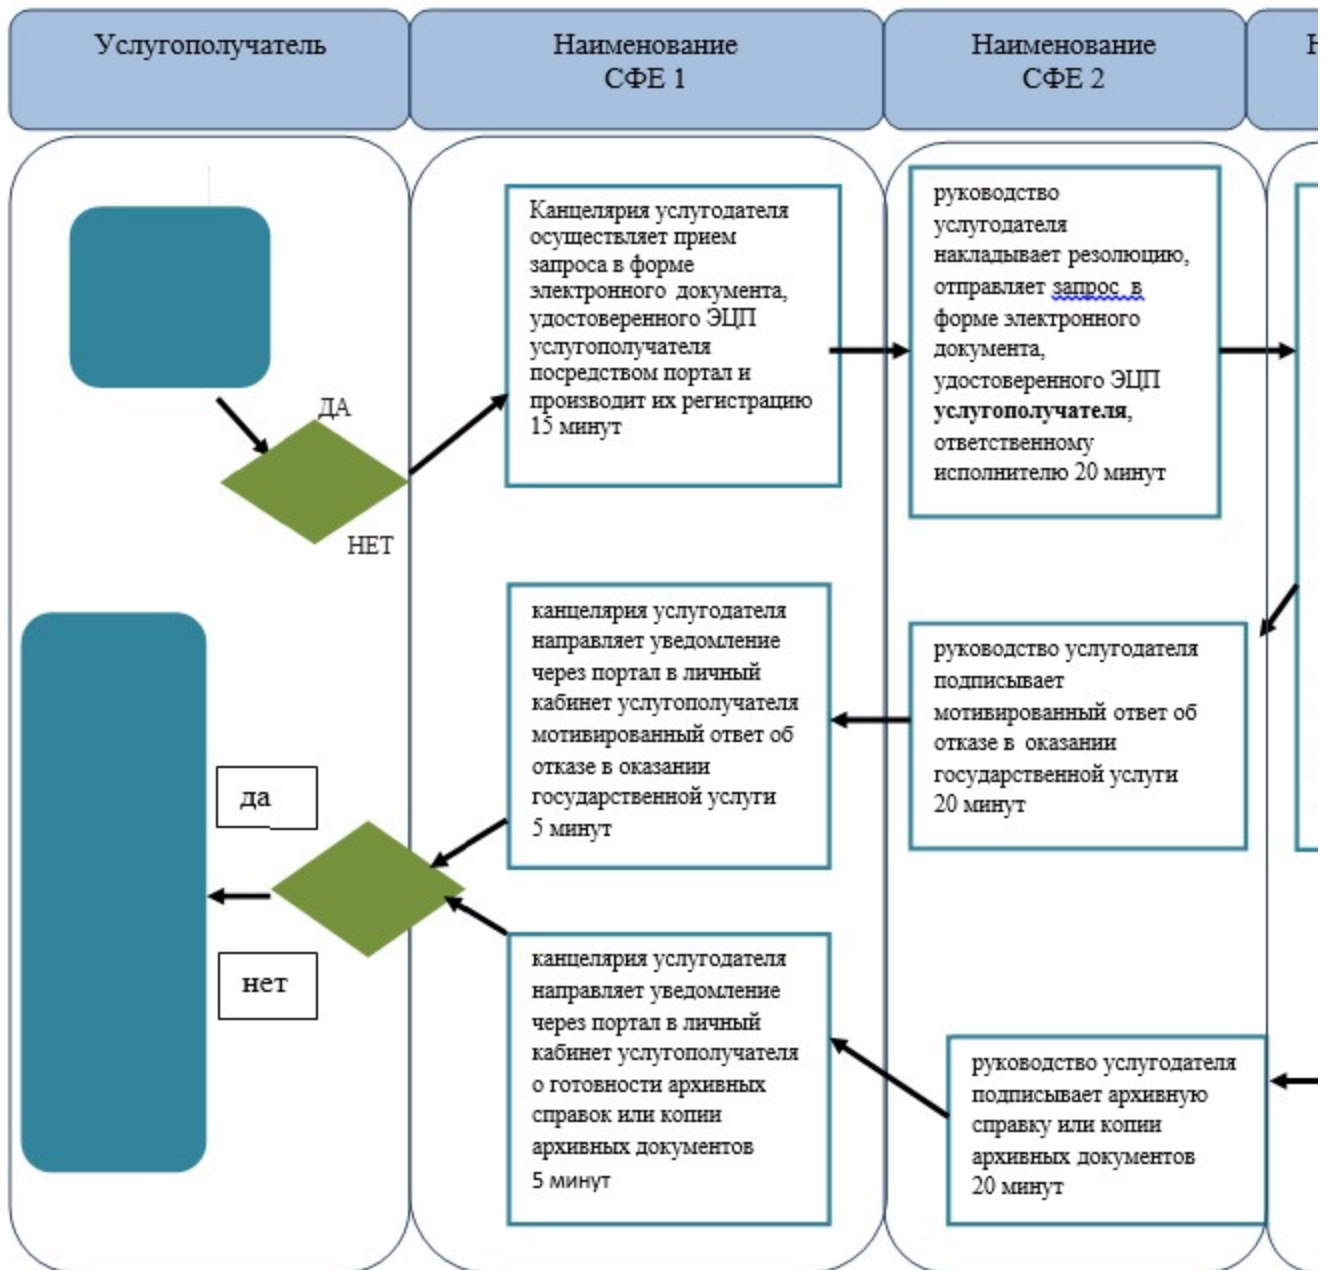 Услугополучатель
Наименование
СФЕ 1
Наименование
СФЕ 2
Канцелярия услугодателя
осуществляет прием
запроса в форме
электронного документа,
удостоверенного ЭЦП
услугополучателя
посредством портал и
производит их регистрацию
15 минут
руководство
услугодателя
накладывает резолюцию,
отправляет запрос в
форме электронного
документа,
удостоверенного ЭЦП
услугополучателя,
ответственному
исполнителю 20 минут
ДА
НЕТ
канцелярия услугодателя
направляет уведомление
через портал в личный
кабинет услугополучателя
мотивированный ответ об
отказе в оказании
государственной услуги
5 минут
руководство услугодателя
подписывает
мотивированный ответ об
отказе в оказании
государственной услуги
20 минут
да
нет
канцелярия услугодателя
направляет уведомление
через портал в личный
кабинет услугополучателя
о готовности архивных
справок или копии
архивных документов
5 минут
руководство услугодателя
подписывает архивную
справку или копии
архивных документов
20 минут